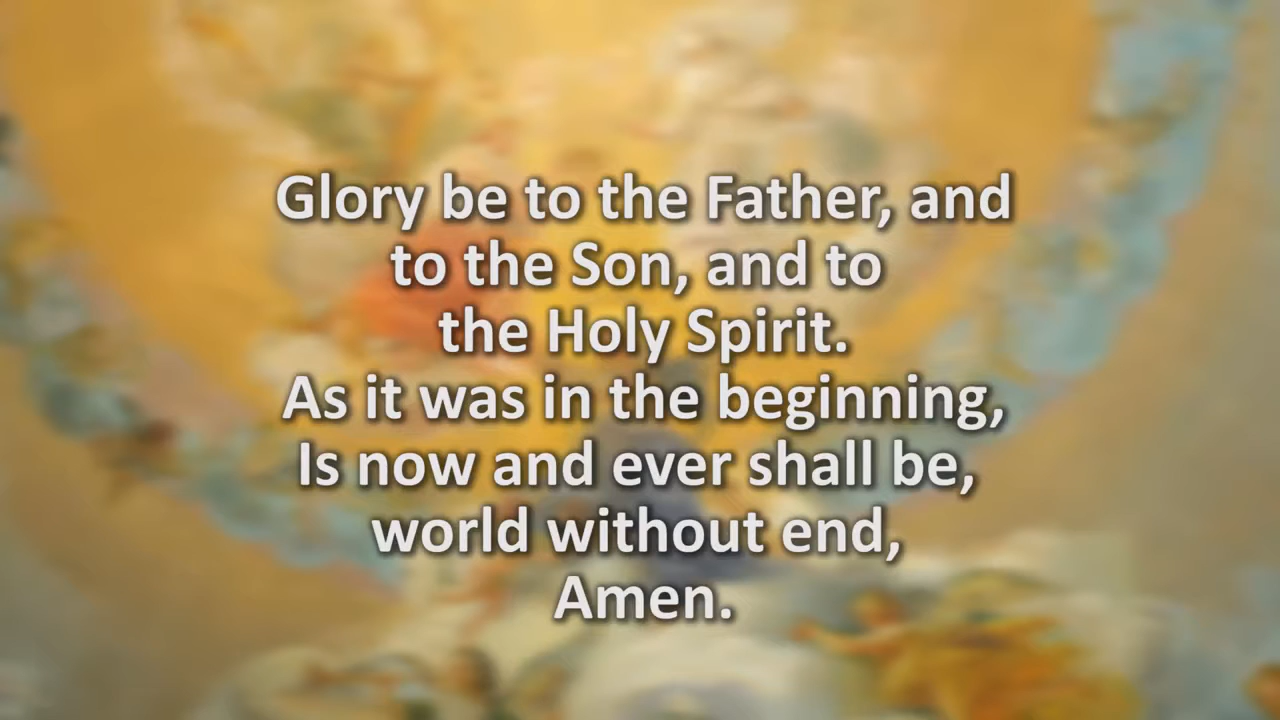 Glory be to the Father, and
to the Son, and to
the Holy Spirit.
As it was in the beginning,
Is now and ever shall be,
world without end,
Amen.